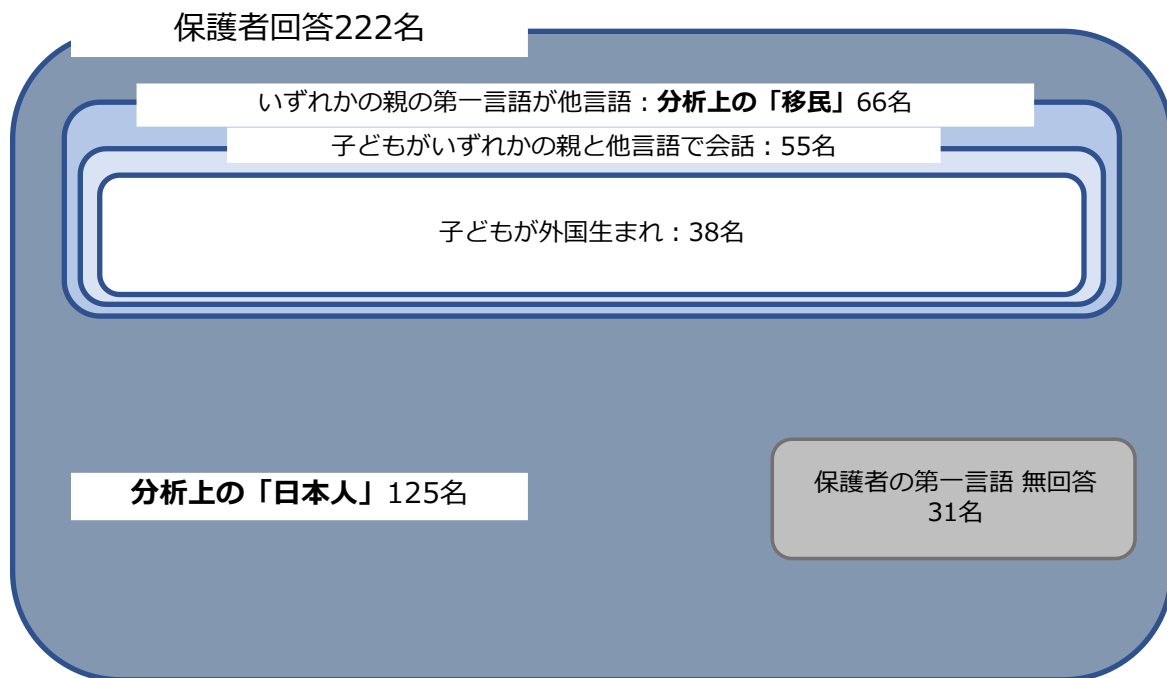 保護者回答222名
いずれかの親の第一言語が他言語：分析上の「移民」66名
子どもがいずれかの親と他言語で会話：55名
子どもが外国生まれ：38名
分析上の「日本人」125名
保護者の第一言語 無回答
31名